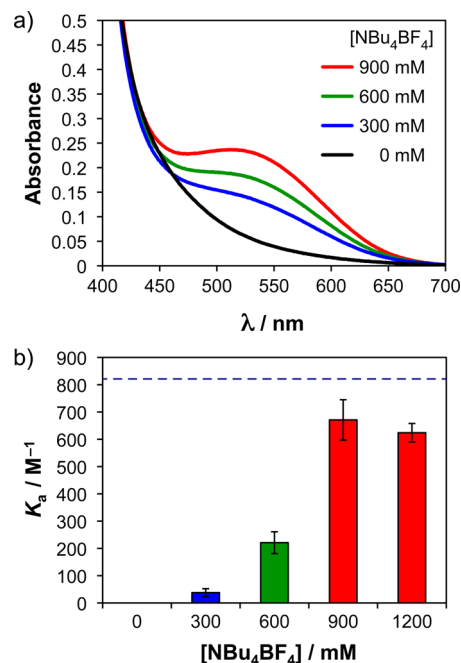 a)
[NBu₄BF₄]
900 mM
600 mM
300 mM
0 mM
Absorbance
0.5
0.45
0.4
0.35
0.3
0.25
0.2
0.15
0.1
0.05
0
400 450 500 550 600 650 700
λ / nm
b)
Kₐ / M⁻¹
900
800
700
600
500
400
300
200
100
0
0 300 600 900 1200
[NBu₄BF₄] / mM